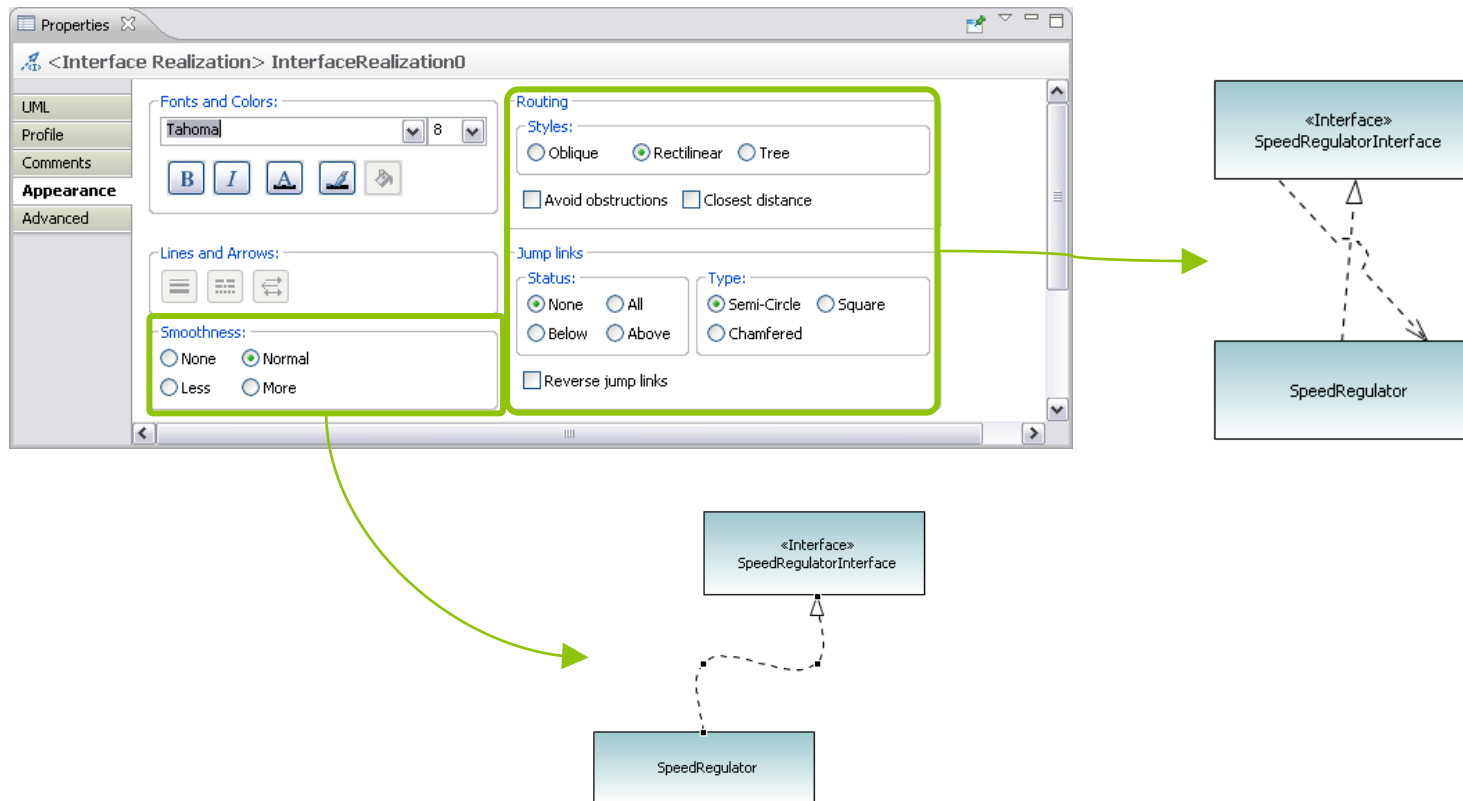 Properties
<Interface Realization> InterfaceRealization0
UML
Profile
Comments
Appearance
Advanced
Fonts and Colors:
Tahoma 8
B I A
Lines and Arrows:
Smoothness:
None Normal
Less More
Routing
Styles:
Oblique Rectilinear Tree
Avoid obstructions Closest distance
Jump links
Status:
None All
Below Above
Type:
Semi-Circle Square
Chamfered
Reverse jump links
«Interface»
SpeedRegulatorInterface
SpeedRegulator
«Interface»
SpeedRegulatorInterface
SpeedRegulator